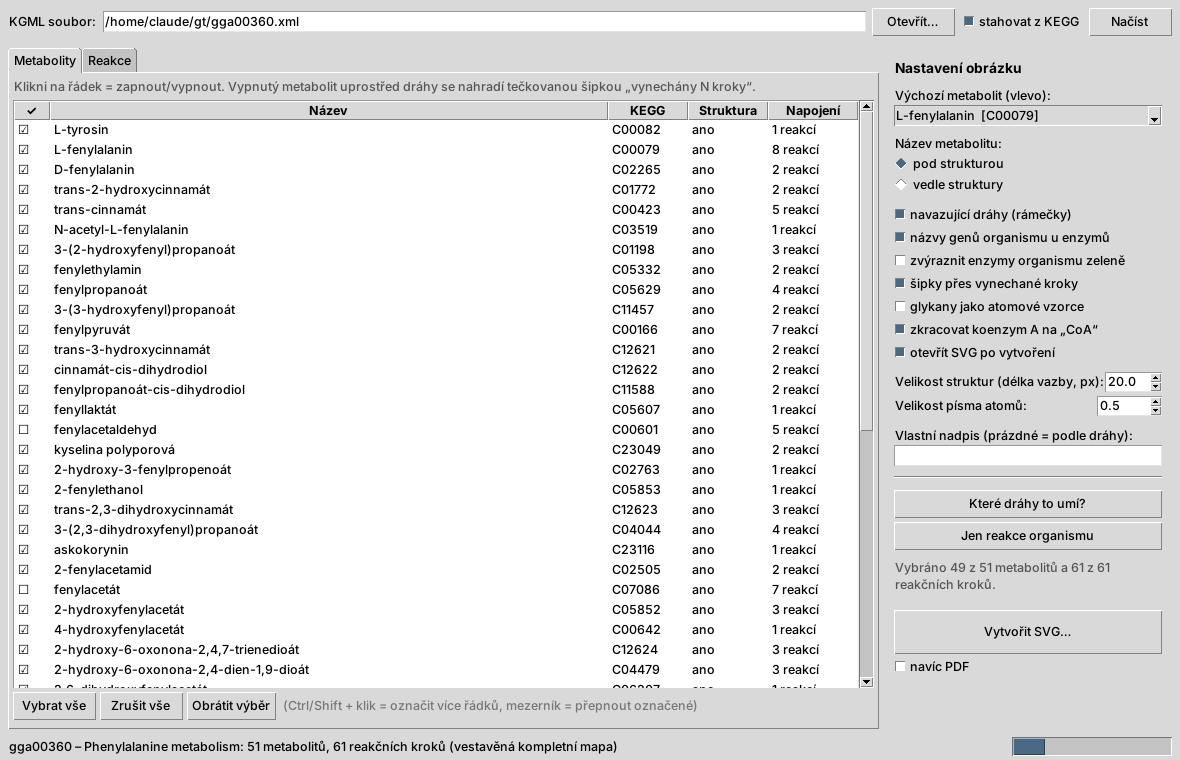 KGML soubor: /home/claude/gt/gga00360.xml Otevřít... stahovat z KEGG Načíst
Metabolity Reakce
Klikni na řádek = zapnout/vypnout. Vypnutý metabolit uprostřed dráhy se nahradí tečkovanou šipkou „vynechány N kroky“.
✓ Název KEGG Struktura Napojení
☑ L-tyrosin C00082 ano 1 reakcí
☑ L-fenylalanin C00079 ano 8 reakcí
☑ D-fenylalanin C02265 ano 2 reakcí
☑ trans-2-hydroxycinnamát C01772 ano 2 reakcí
☑ trans-cinnamát C00423 ano 5 reakcí
☑ N-acetyl-L-fenylalanin C03519 ano 1 reakcí
☑ 3-(2-hydroxyfenyl)propanoát C01198 ano 3 reakcí
☑ fenylethylamin C05332 ano 2 reakcí
☑ fenylpropanoát C05629 ano 4 reakcí
☑ 3-(3-hydroxyfenyl)propanoát C11457 ano 2 reakcí
☑ fenylpyruvát C00166 ano 7 reakcí
☑ trans-3-hydroxycinnamát C12621 ano 2 reakcí
☑ cinnamát-cis-dihydrodiol C12622 ano 2 reakcí
☑ fenylpropanoát-cis-dihydrodiol C11588 ano 2 reakcí
☑ fenyllaktát C05607 ano 1 reakcí
☐ fenylacetaldehyd C00601 ano 5 reakcí
☑ kyselina polyporová C23049 ano 2 reakcí
☑ 2-hydroxy-3-fenylpropenoát C02763 ano 1 reakcí
☑ 2-fenylethanol C05853 ano 1 reakcí
☑ trans-2,3-dihydroxycinnamát C12623 ano 3 reakcí
☑ 3-(2,3-dihydroxyfenyl)propanoát C04044 ano 4 reakcí
☑ askokorynin C23116 ano 1 reakcí
☑ 2-fenylacetamid C02505 ano 2 reakcí
☐ fenylacetát C07086 ano 7 reakcí
☑ 2-hydroxyfenylacetát C05852 ano 3 reakcí
☑ 4-hydroxyfenylacetát C00642 ano 1 reakcí
☑ 2-hydroxy-6-oxonona-2,4,7-trienedioát C12624 ano 3 reakcí
☑ 2-hydroxy-6-oxonona-2,4-dien-1,9-dioát C04479 ano 3 reakcí
Vybrat vše Zrušit vše Obrátit výběr (Ctrl/Shift + klik = označit více řádků, mezerník = přepnout označené)
Nastavení obrázku
Výchozí metabolit (vlevo):
L-fenylalanin [C00079]
Název metabolitu:
pod strukturou
vedle struktury
navazující dráhy (rámečky)
názvy genů organismu u enzymů
zvýraznit enzymy organismu zeleně
šipky přes vynechané kroky
glykany jako atomové vzorce
zkracovat koenzym A na „CoA“
otevřít SVG po vytvoření
Velikost struktur (délka vazby, px): 20.0
Velikost písma atomů: 0.5
Vlastní nadpis (prázdné = podle dráhy):
Které dráhy to umí?
Jen reakce organismu
Vybráno 49 z 51 metabolitů a 61 z 61
reakčních kroků.
Vytvořit SVG...
navíc PDF
gga00360 – Phenylalanine metabolism: 51 metabolitů, 61 reakčních kroků (vestavěná kompletní mapa)